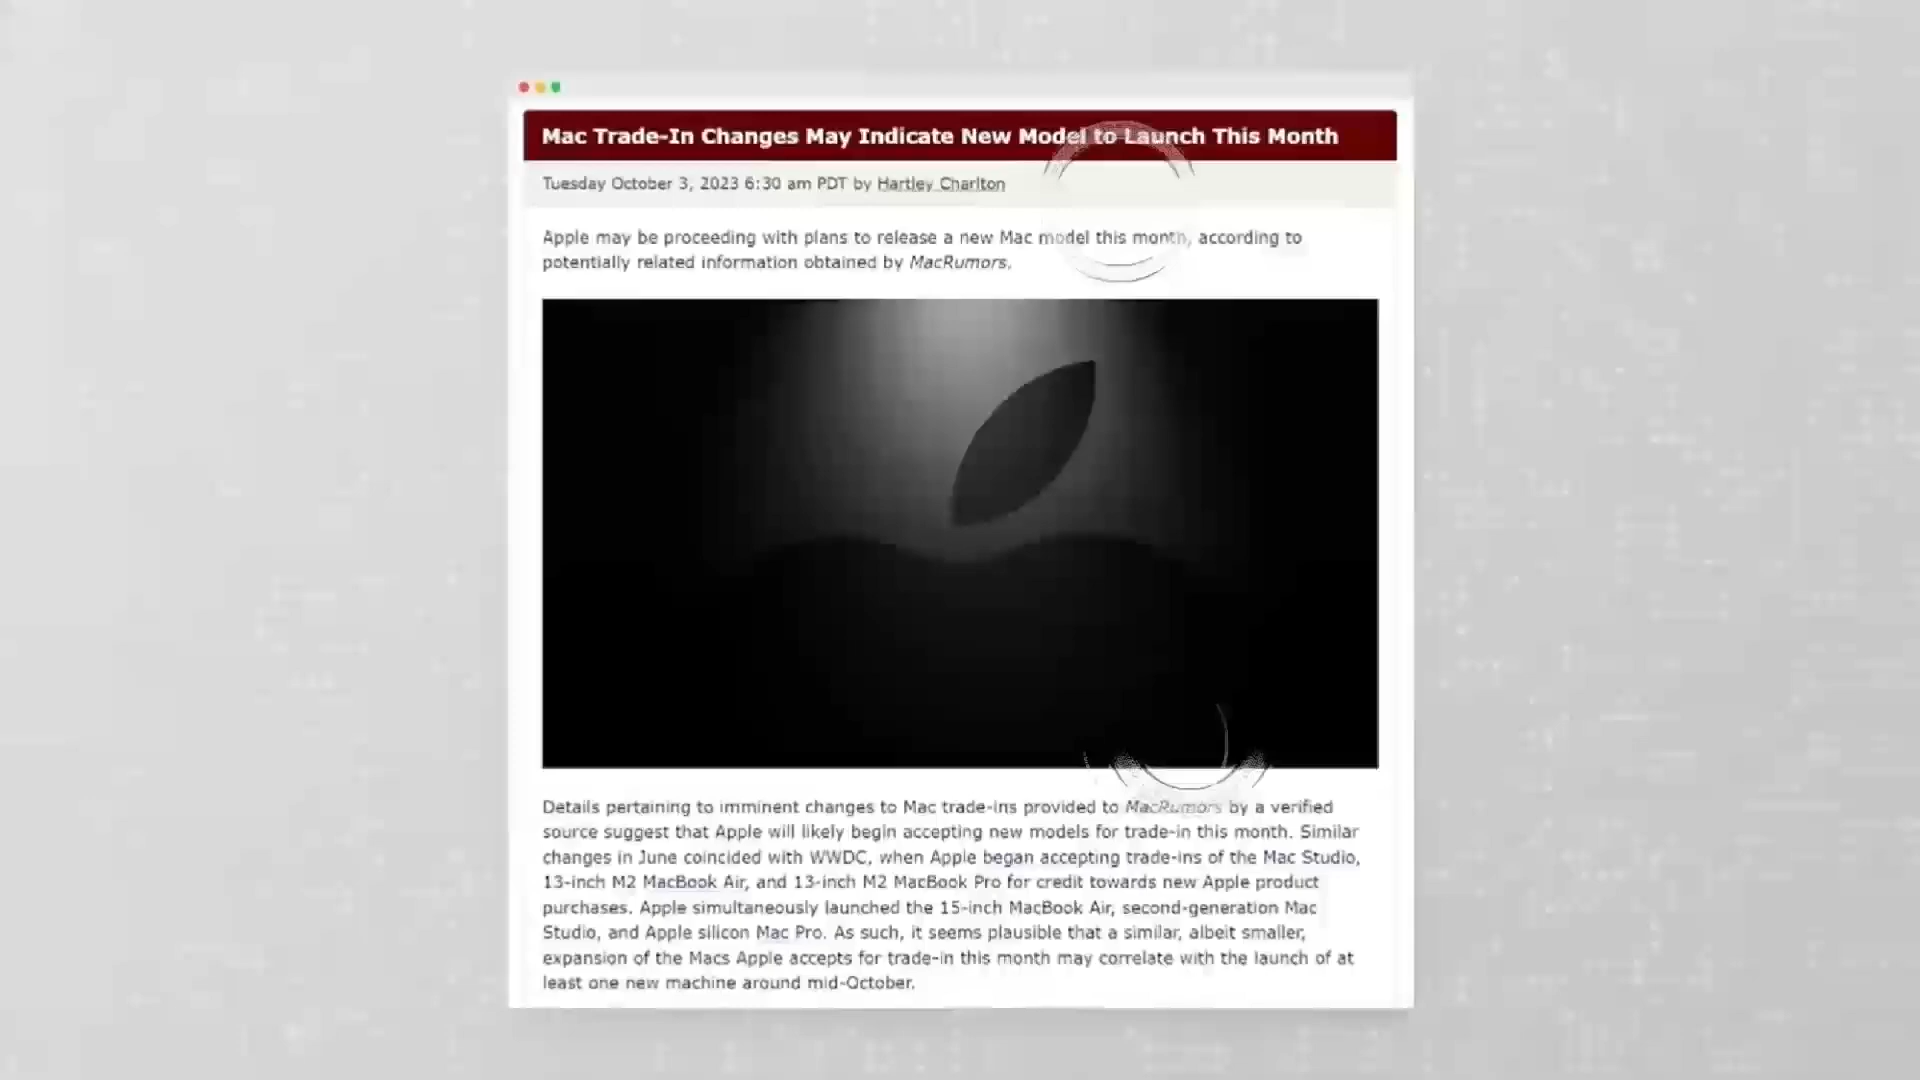 Mac Trade-In Changes May Indicate New Model to Launch This Month
Tuesday October 3, 2023 6:30 am PDT by Hartley Charlton
Apple may be proceeding with plans to release a new Mac model this month, according to
potentially related information obtained by MacRumors.
Details pertaining to imminent changes to Mac trade-ins provided to MacRumors by a verified
source suggest that Apple will likely begin accepting new models for trade-in this month. Similar
changes in June coincided with WWDC, when Apple began accepting trade-ins of the Mac Studio,
13-inch M2 MacBook Air, and 13-inch M2 MacBook Pro for credit towards new Apple product
purchases. Apple simultaneously launched the 15-inch MacBook Air, second-generation Mac
Studio, and Apple silicon Mac Pro. As such, it seems plausible that a similar, albeit smaller,
expansion of the Macs Apple accepts for trade-in this month may correlate with the launch of at
least one new machine around mid-October.